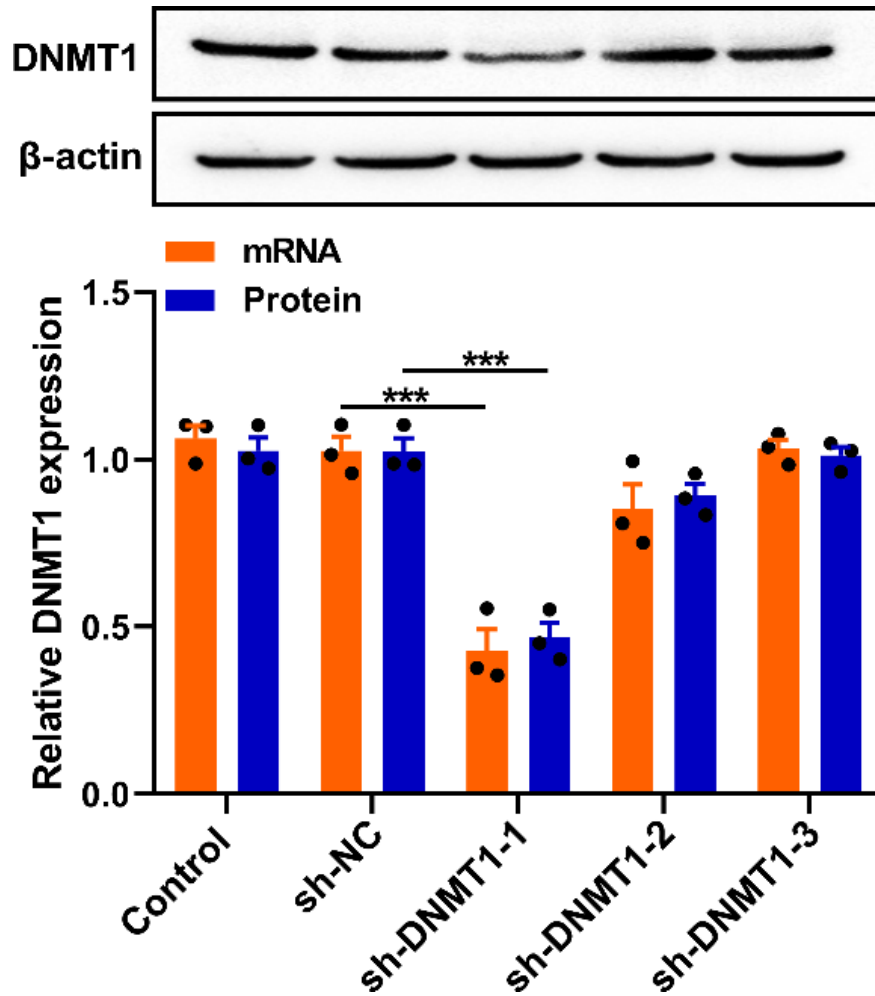 DNMT1
β-actin
mRNA
Protein
Relative DNMT1 expression
1.5
1.0
0.5
0.0
***
***
Control
sh-NC
sh-DNMT1-1
sh-DNMT1-2
sh-DNMT1-3